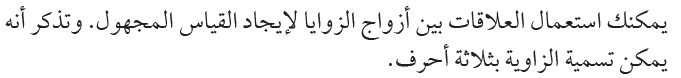 يمكنك استعمال العلاقات بين أزواج الزوايا لإيجاد القياس المجهول. وتذكر أنه
يمكن تسمية الزاوية بثلاثة أحرف.